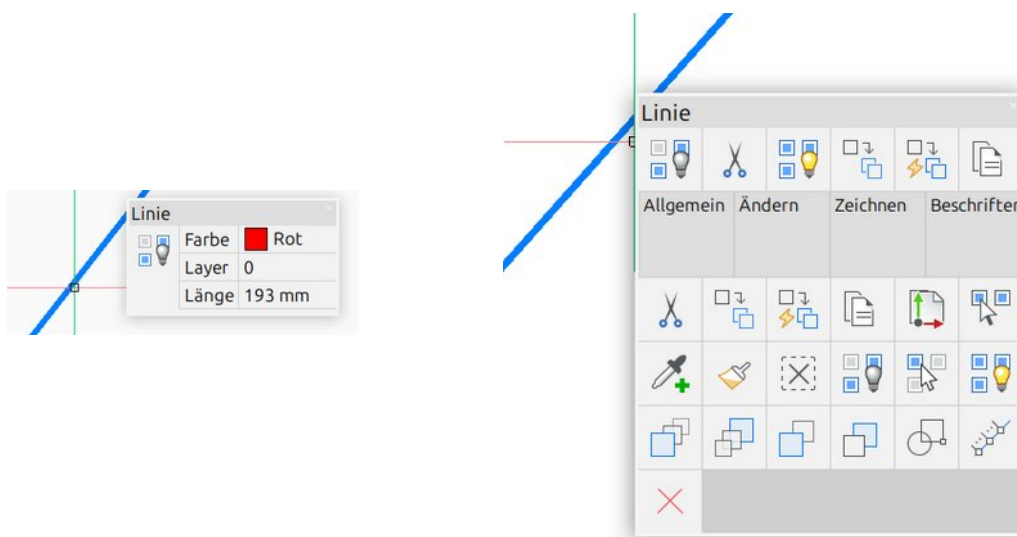 Linie
Farbe Rot
Layer 0
Länge 193 mm
Linie
Allgemein Ändern Zeichnen Beschriften